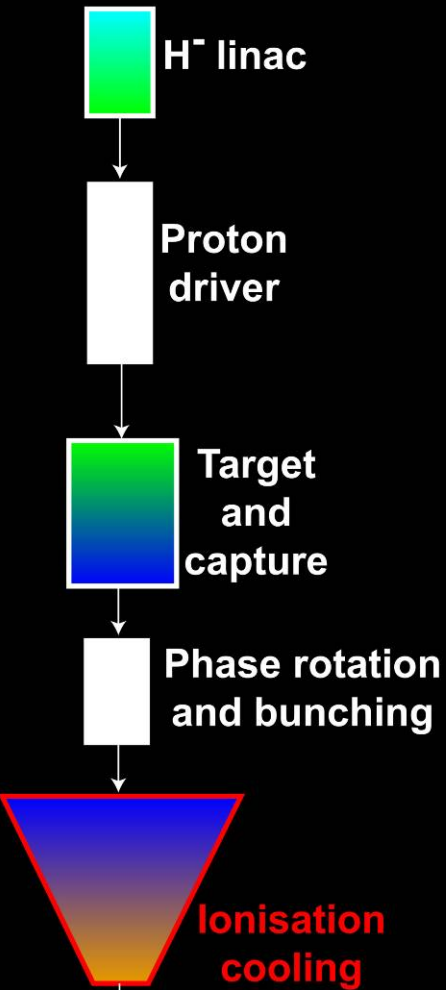 H⁻ linac
Proton
driver
Target
and
capture
Phase rotation
and bunching
Ionisation
cooling